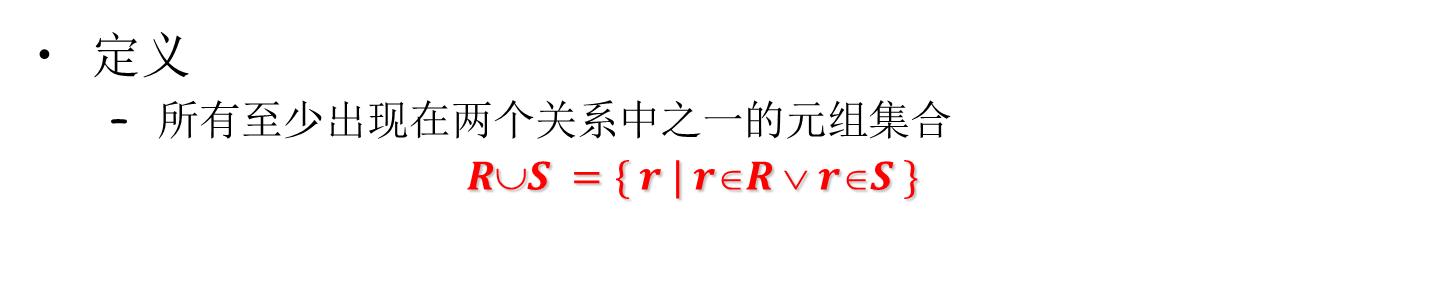 • 定义
– 所有至少出现在两个关系中之一的元组集合
R∪S = { r | r∈R ∨ r∈S }